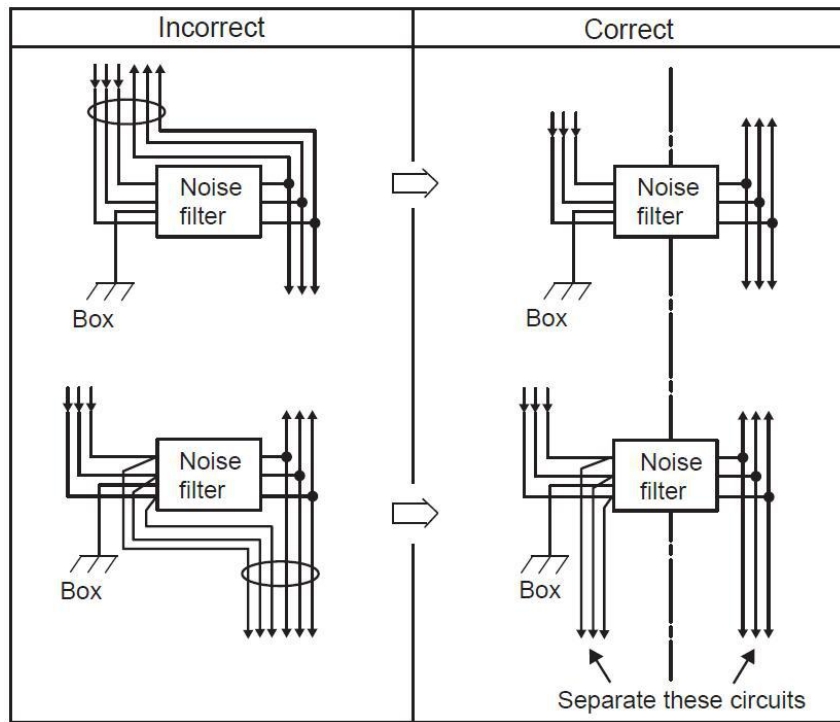 Incorrect
Correct
Noise
filter
Box
Noise
filter
Box
Noise
filter
Box
Noise
filter
Box
Separate these circuits